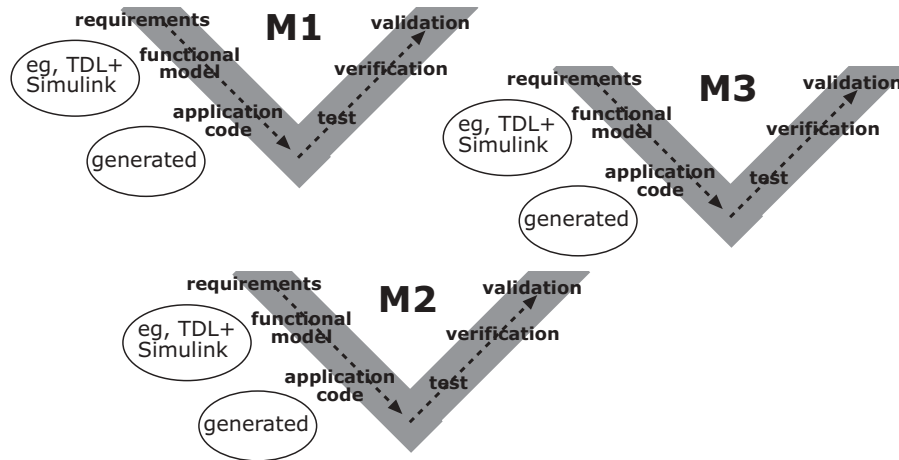 requirements
M1
validation
eg, TDL+
Simulink
functional
model
verification
application
code
test
generated
requirements
M3
validation
eg, TDL+
Simulink
functional
model
verification
application
code
test
generated
requirements
M2
validation
eg, TDL+
Simulink
functional
model
verification
application
code
test
generated